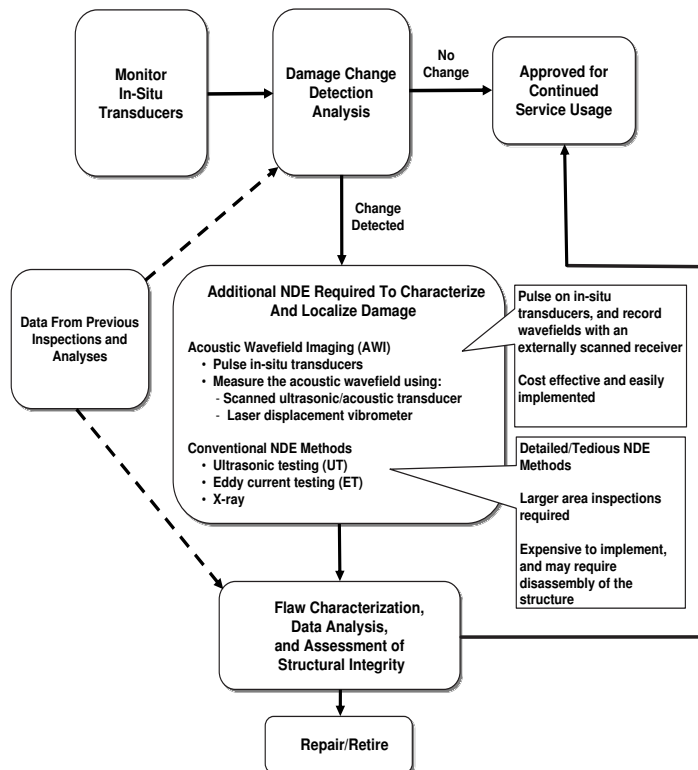 Monitor
In-Situ
Transducers
Damage Change
Detection
Analysis
No
Change
Approved for
Continued
Service Usage
Change
Detected
Data From Previous
Inspections and
Analyses
Additional NDE Required To Characterize
And Localize Damage
Acoustic Wavefield Imaging (AWI)
• Pulse in-situ transducers
• Measure the acoustic wavefield using:
- Scanned ultrasonic/acoustic transducer
- Laser displacement vibrometer
Conventional NDE Methods
• Ultrasonic testing (UT)
• Eddy current testing (ET)
• X-ray
Pulse on in-situ
transducers, and record
wavefields with an
externally scanned receiver
Cost effective and easily
implemented
Detailed/Tedious NDE
Methods
Larger area inspections
required
Expensive to implement,
and may require
disassembly of the
structure
Flaw Characterization,
Data Analysis,
and Assessment of
Structural Integrity
Repair/Retire